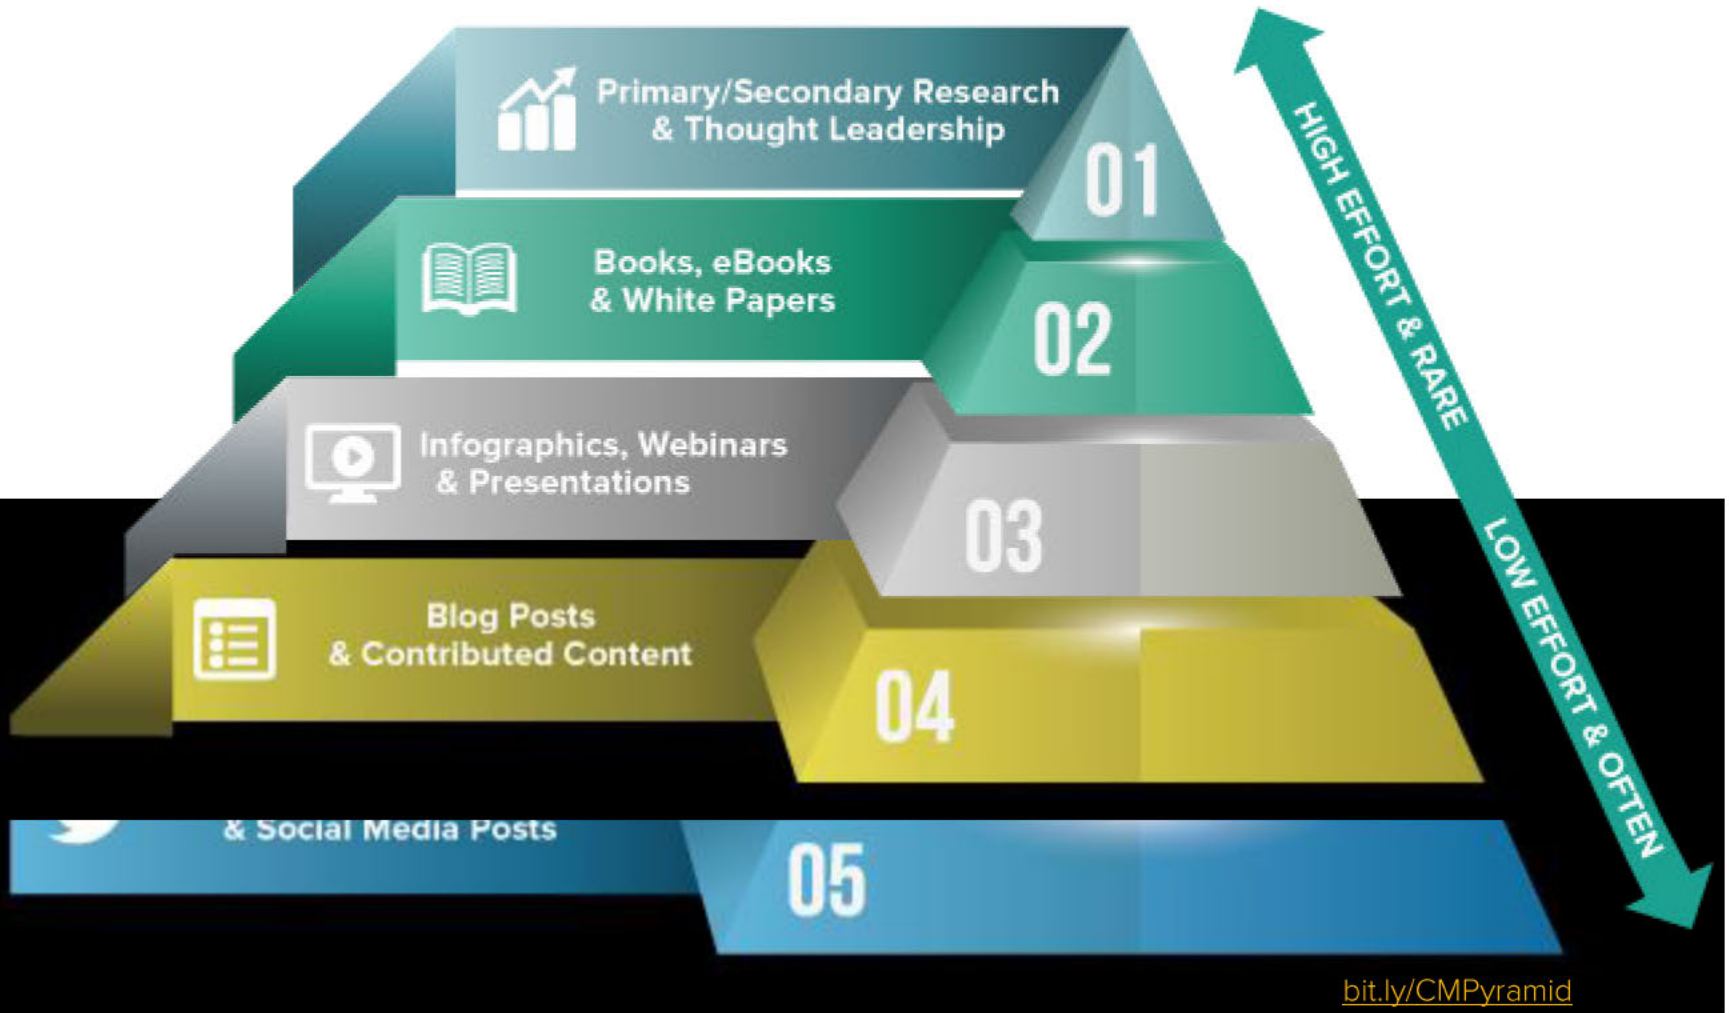 Primary/Secondary Research
& Thought Leadership
01
Books, eBooks
& White Papers
02
Infographics, Webinars
& Presentations
03
Blog Posts
& Contributed Content
04
& Social Media Posts
05
HIGH EFFORT & RARE
LOW EFFORT & OFTEN
bit.ly/CMPyramid